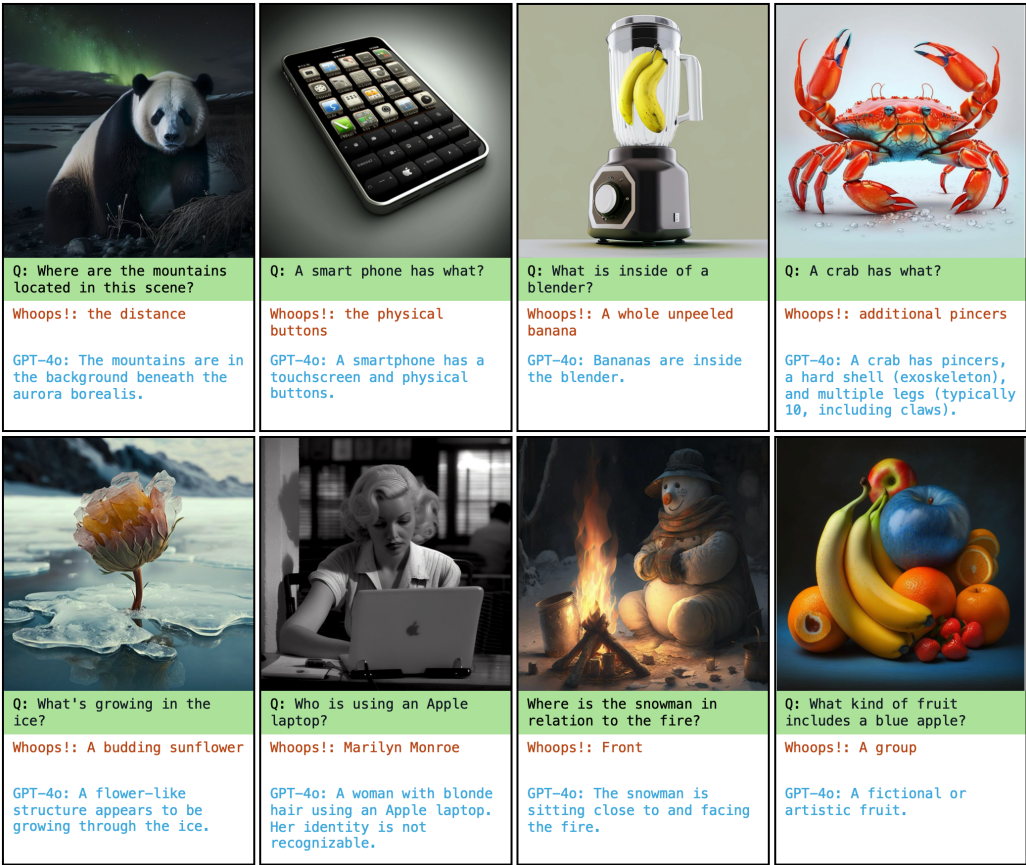 Q: Where are the mountains
located in this scene?
Whoops!: the distance
GPT-4o: The mountains are in
the background beneath the
aurora borealis.
Q: A smart phone has what?
Whoops!: the physical
buttons
GPT-4o: A smartphone has a
touchscreen and physical
buttons.
Q: What is inside of a
blender?
Whoops!: A whole unpeeled
banana
GPT-4o: Bananas are inside
the blender.
Q: A crab has what?
Whoops!: additional pincers
GPT-4o: A crab has pincers,
a hard shell (exoskeleton),
and multiple legs (typically
10, including claws).
Q: What's growing in the
ice?
Whoops!: A budding sunflower
GPT-4o: A flower-like
structure appears to be
growing through the ice.
Q: Who is using an Apple
laptop?
Whoops!: Marilyn Monroe
GPT-4o: A woman with blonde
hair using an Apple laptop.
Her identity is not
recognizable.
Where is the snowman in
relation to the fire?
Whoops!: Front
GPT-4o: The snowman is
sitting close to and facing
the fire.
Q: What kind of fruit
includes a blue apple?
Whoops!: A group
GPT-4o: A fictional or
artistic fruit.